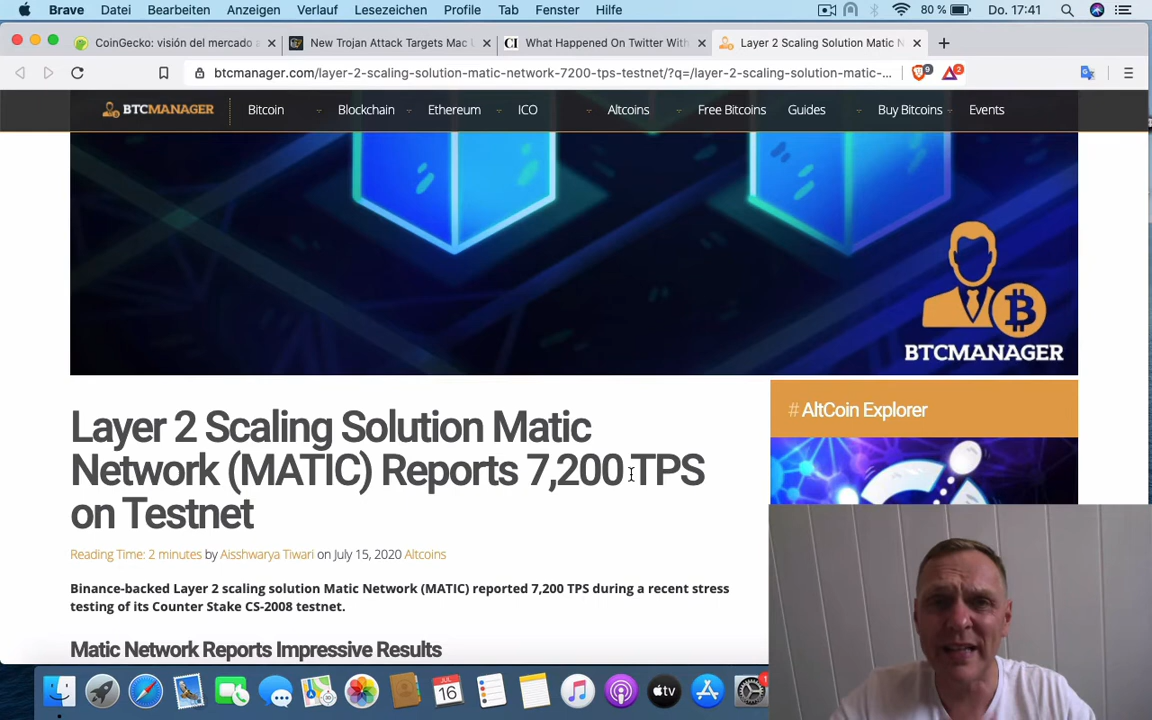 Brave Datei Bearbeiten Anzeigen Verlauf Lesezeichen Profile Tab Fenster Hilfe 80 % Do. 17:41
CoinGecko: visión del mercado New Trojan Attack Targets Mac What Happened On Twitter With Layer 2 Scaling Solution Matic N
btcmanager.com/layer-2-scaling-solution-matic-network-7200-tps-testnet/?q=/layer-2-scaling-solution-matic-... 9 2
BTCMANAGER Bitcoin Blockchain Ethereum ICO Altcoins Free Bitcoins Guides Buy Bitcoins Events
BTCMANAGER
# AltCoin Explorer
Layer 2 Scaling Solution Matic
Network (MATIC) Reports 7,200 TPS
on Testnet
Reading Time: 2 minutes by Aisshwarya Tiwari on July 15, 2020 Altcoins
Binance-backed Layer 2 scaling solution Matic Network (MATIC) reported 7,200 TPS during a recent stress
testing of its Counter Stake CS-2008 testnet.
Matic Network Reports Impressive Results
JUL
16
tv
1